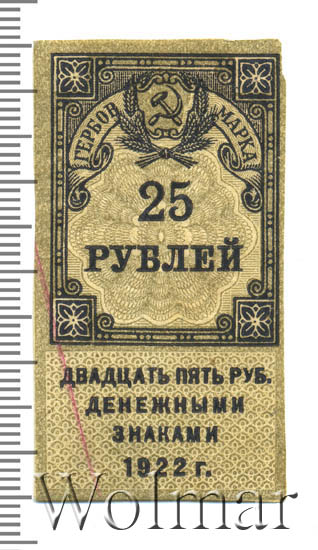 ГЕРБОВ. МАРКА
25
РУБЛЕЙ
ДВАДЦАТЬ ПЯТЬ РУБ.
ДЕНЕЖНЫМИ
ЗНАКАМИ
1922 г.
Wolmar